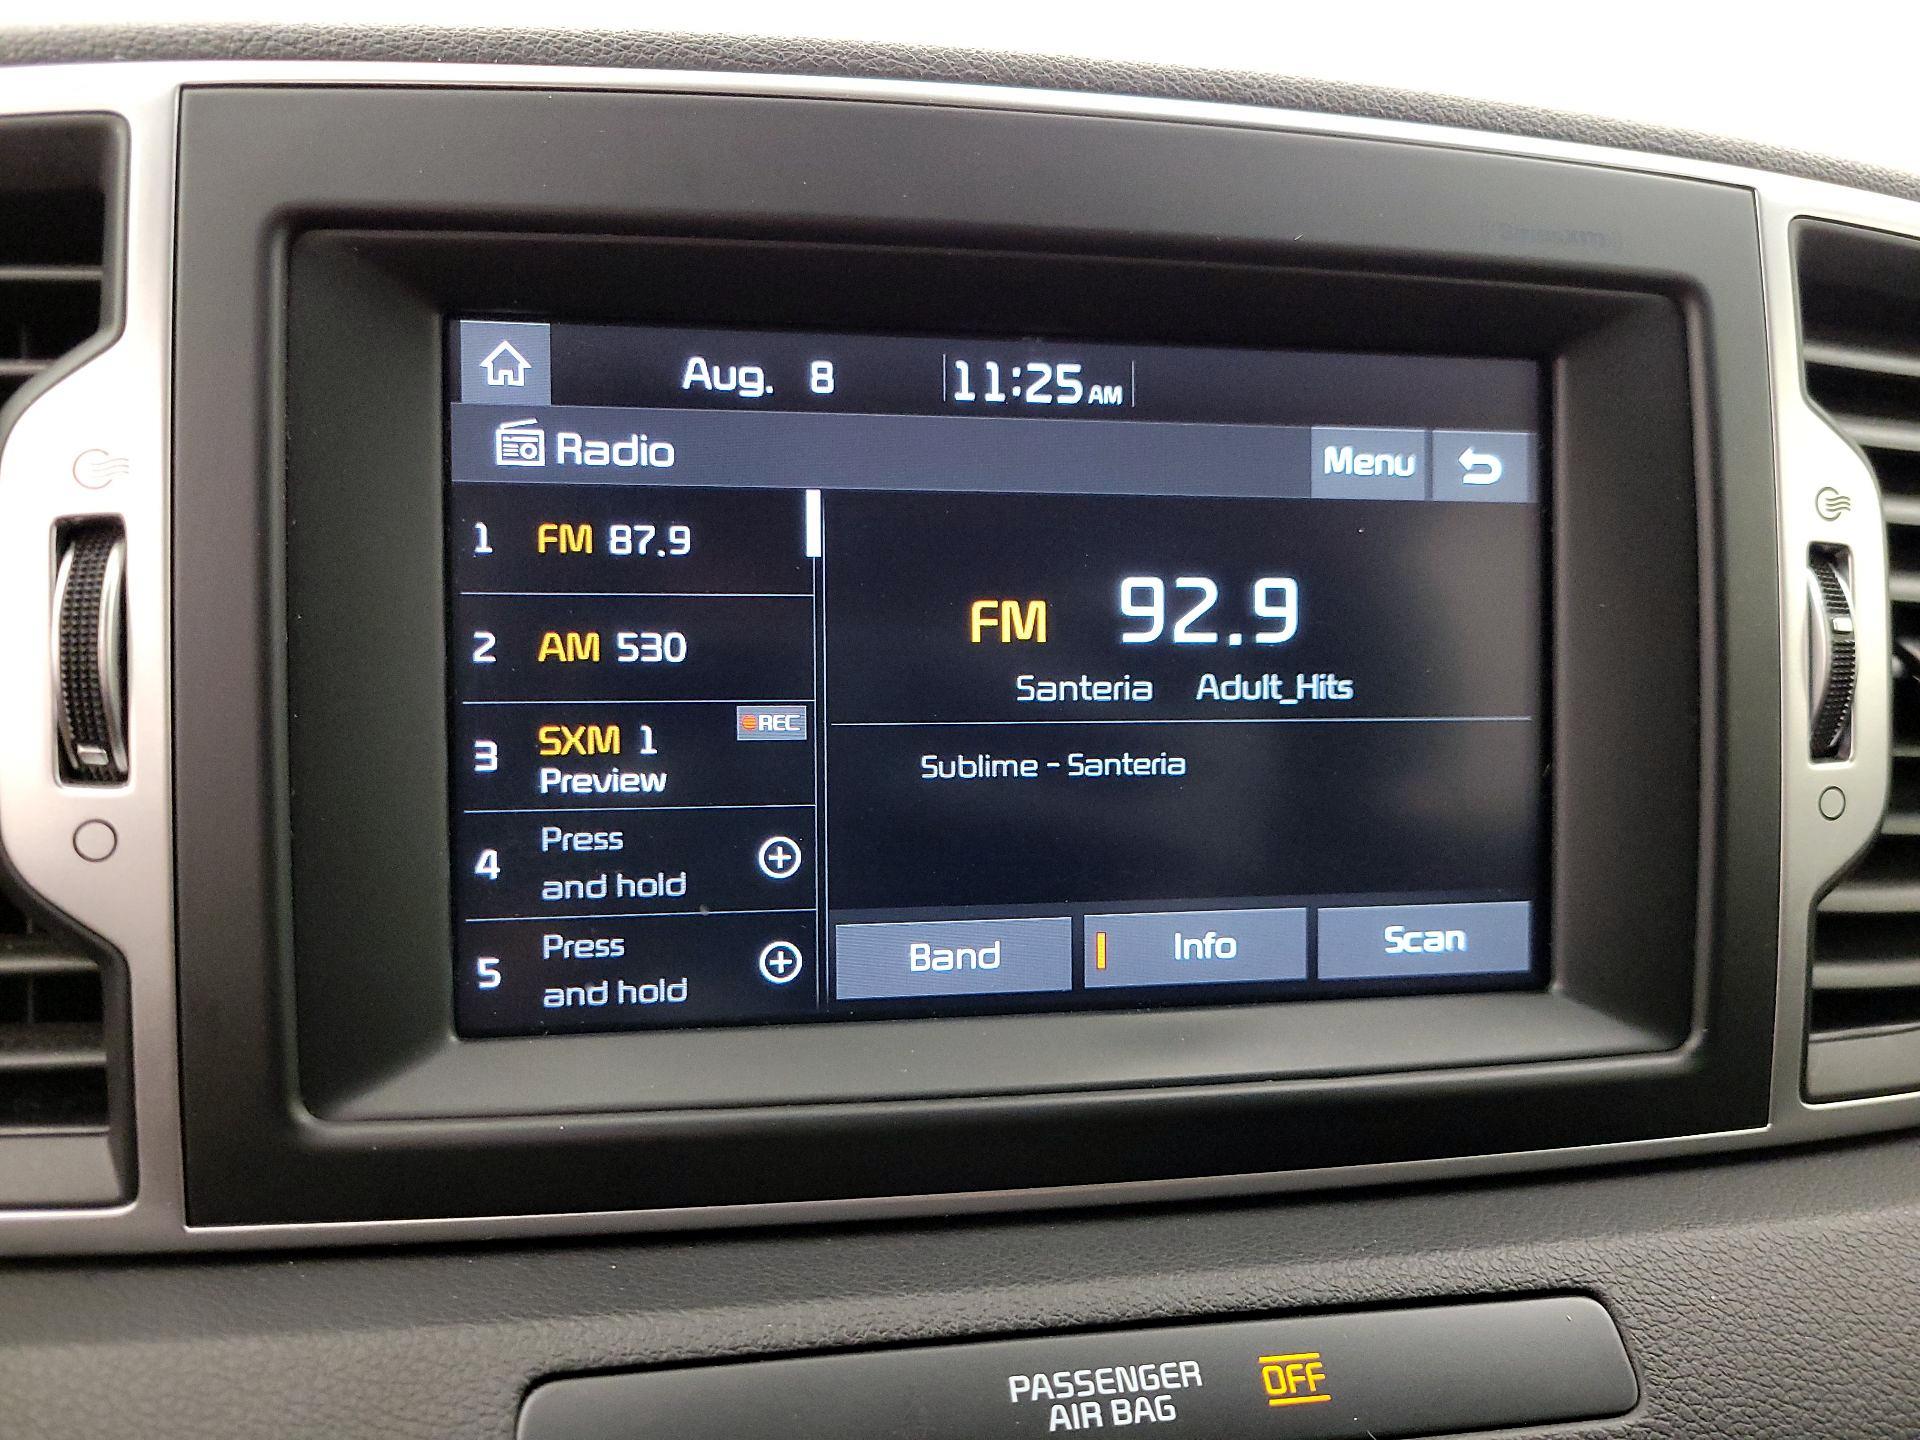 Aug. 8 11:25 AM
Radio
Menu
1 FM 87.9
2 AM 530
3 SXM 1 REC
Preview
4 Press
and hold
5 Press
and hold
FM 92.9
Santeria Adult_Hits
Sublime - Santeria
Band
Info
Scan
PASSENGER
AIR BAG
OFF